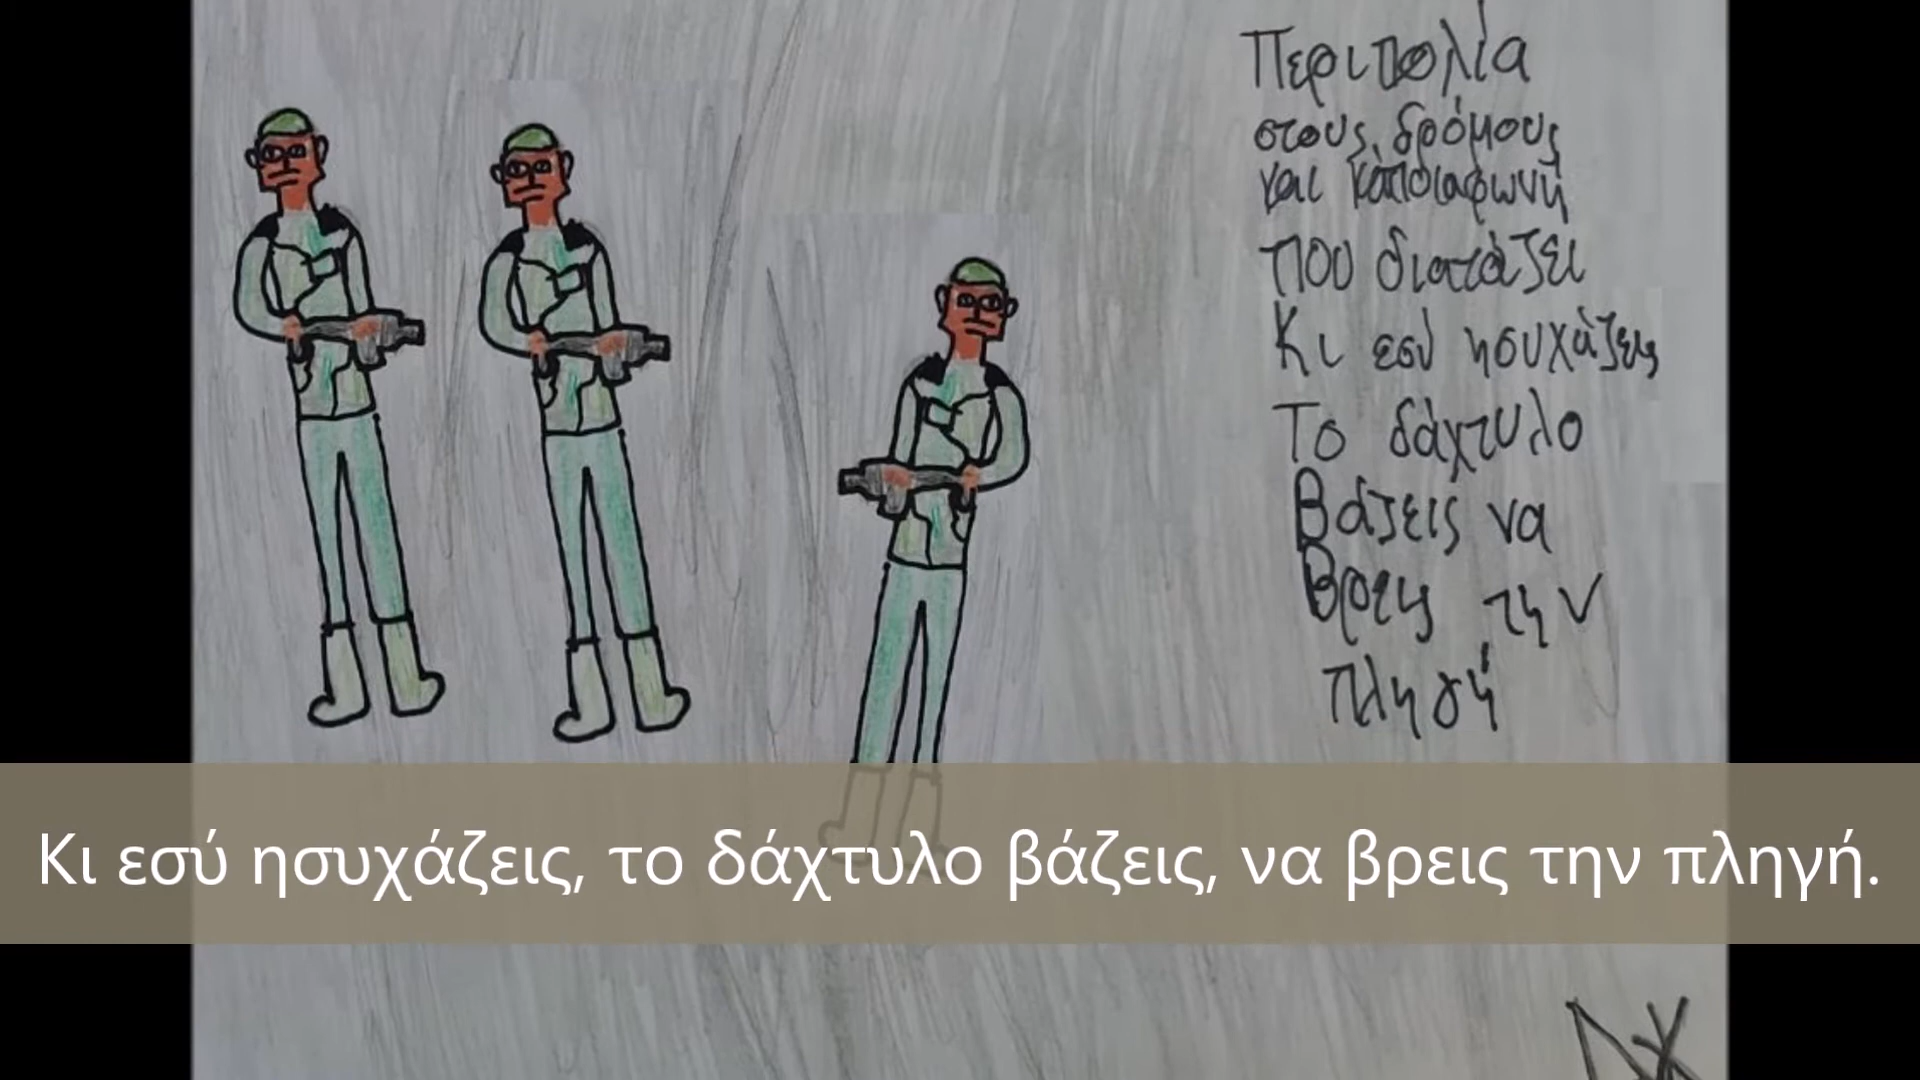 Περιπολία
στους δρόμους
και κάποια φωνή
που διατάζει
Κι εσύ ησυχάζεις
Το δάχτυλο
Βάζεις να
Βρεις την
πληγή
Κι εσύ ησυχάζεις, το δάχτυλο βάζεις, να βρεις την πληγή.